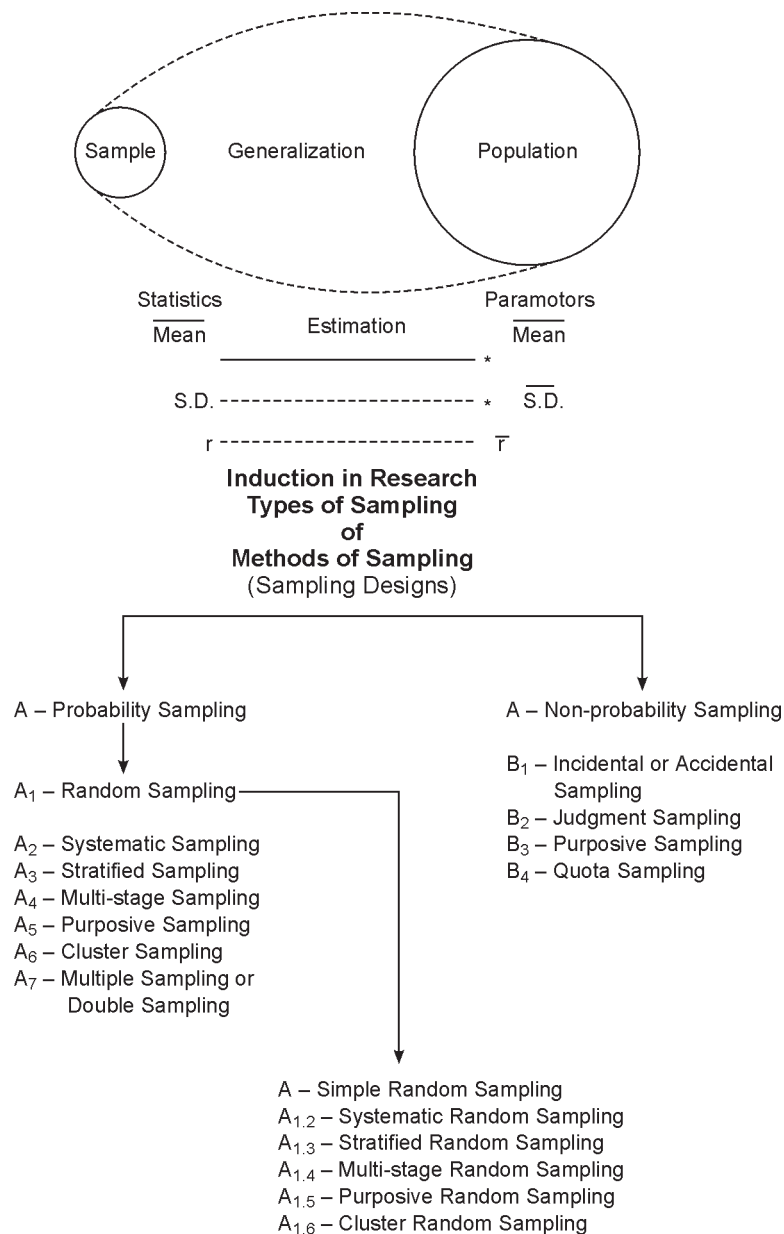 Sample Generalization Population
Statistics Paramotors
Mean Estimation Mean
*
S.D. * S.D.
r r
Induction in Research
Types of Sampling
of
Methods of Sampling
(Sampling Designs)
A – Probability Sampling
A1 – Random Sampling
A2 – Systematic Sampling
A3 – Stratified Sampling
A4 – Multi-stage Sampling
A5 – Purposive Sampling
A6 – Cluster Sampling
A7 – Multiple Sampling or
Double Sampling
A – Non-probability Sampling
B1 – Incidental or Accidental
Sampling
B2 – Judgment Sampling
B3 – Purposive Sampling
B4 – Quota Sampling
A – Simple Random Sampling
A1.2 – Systematic Random Sampling
A1.3 – Stratified Random Sampling
A1.4 – Multi-stage Random Sampling
A1.5 – Purposive Random Sampling
A1.6 – Cluster Random Sampling